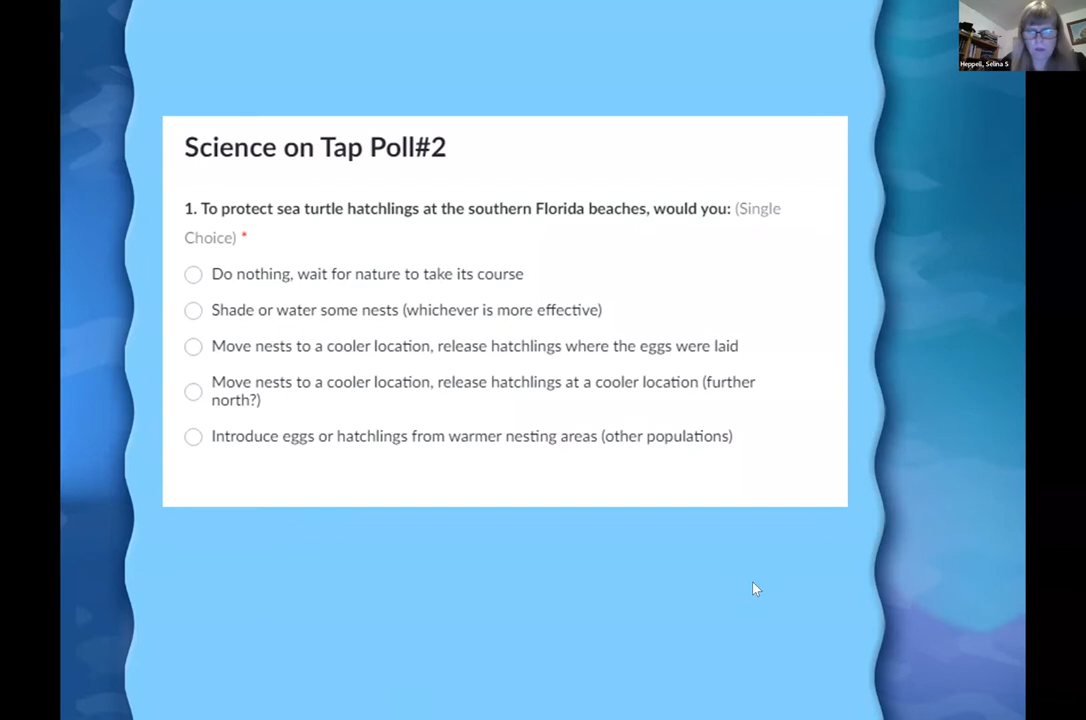 Heppell, Selina S
Science on Tap Poll#2
1. To protect sea turtle hatchlings at the southern Florida beaches, would you: (Single
Choice) *
Do nothing, wait for nature to take its course
Shade or water some nests (whichever is more effective)
Move nests to a cooler location, release hatchlings where the eggs were laid
Move nests to a cooler location, release hatchlings at a cooler location (further
north?)
Introduce eggs or hatchlings from warmer nesting areas (other populations)